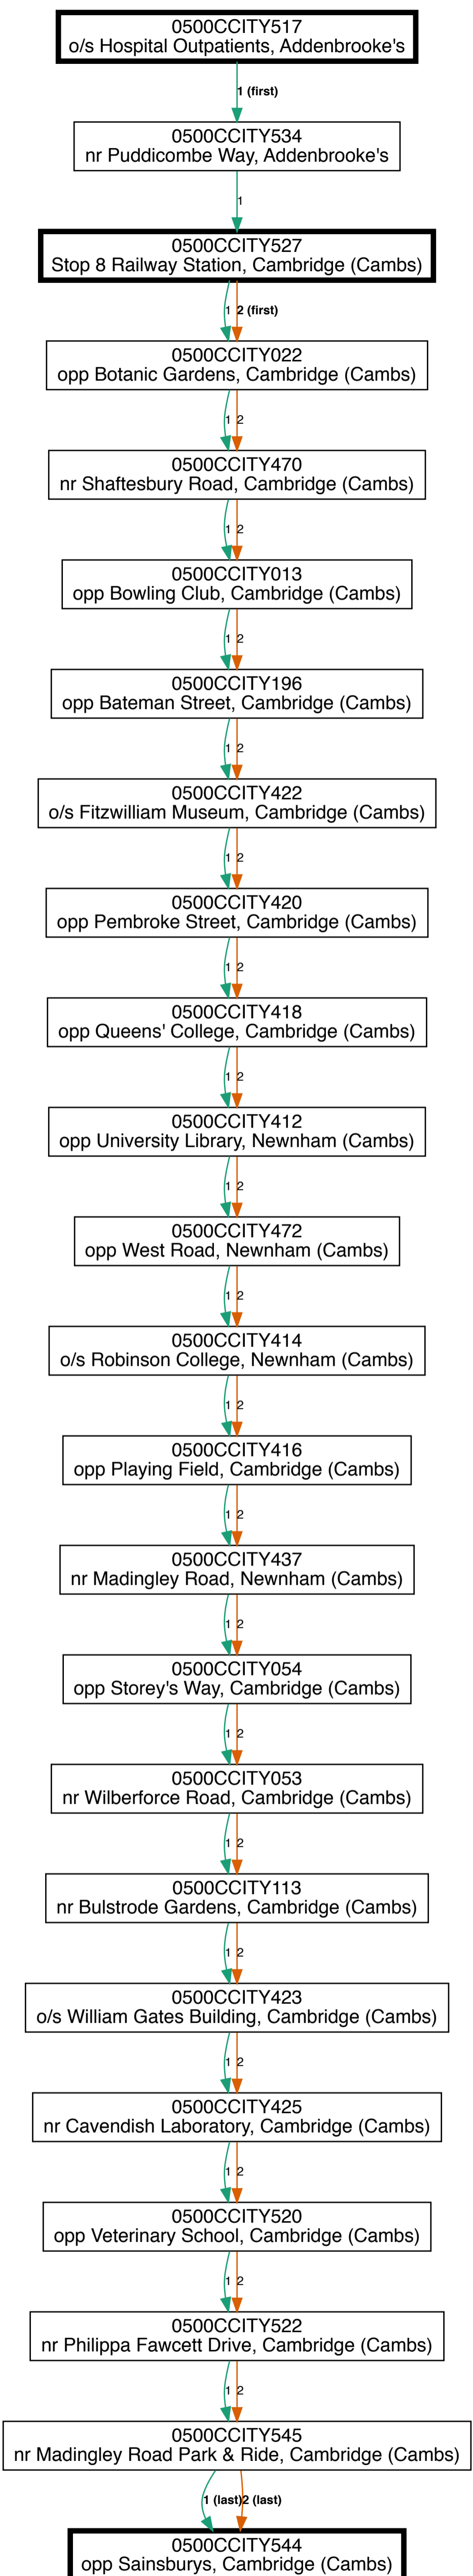 0500CCITY517
o/s Hospital Outpatients, Addenbrooke's
1 (first)
0500CCITY534
nr Puddicombe Way, Addenbrooke's
1
0500CCITY527
Stop 8 Railway Station, Cambridge (Cambs)
1 2 (first)
0500CCITY022
opp Botanic Gardens, Cambridge (Cambs)
1 2
0500CCITY470
nr Shaftesbury Road, Cambridge (Cambs)
1 2
0500CCITY013
opp Bowling Club, Cambridge (Cambs)
1 2
0500CCITY196
opp Bateman Street, Cambridge (Cambs)
1 2
0500CCITY422
o/s Fitzwilliam Museum, Cambridge (Cambs)
1 2
0500CCITY420
opp Pembroke Street, Cambridge (Cambs)
1 2
0500CCITY418
opp Queens' College, Cambridge (Cambs)
1 2
0500CCITY412
opp University Library, Newnham (Cambs)
1 2
0500CCITY472
opp West Road, Newnham (Cambs)
1 2
0500CCITY414
o/s Robinson College, Newnham (Cambs)
1 2
0500CCITY416
opp Playing Field, Cambridge (Cambs)
1 2
0500CCITY437
nr Madingley Road, Newnham (Cambs)
1 2
0500CCITY054
opp Storey's Way, Cambridge (Cambs)
1 2
0500CCITY053
nr Wilberforce Road, Cambridge (Cambs)
1 2
0500CCITY113
nr Bulstrode Gardens, Cambridge (Cambs)
1 2
0500CCITY423
o/s William Gates Building, Cambridge (Cambs)
1 2
0500CCITY425
nr Cavendish Laboratory, Cambridge (Cambs)
1 2
0500CCITY520
opp Veterinary School, Cambridge (Cambs)
1 2
0500CCITY522
nr Philippa Fawcett Drive, Cambridge (Cambs)
1 2
0500CCITY545
nr Madingley Road Park & Ride, Cambridge (Cambs)
1 (last) 2 (last)
0500CCITY544
opp Sainsburys, Cambridge (Cambs)